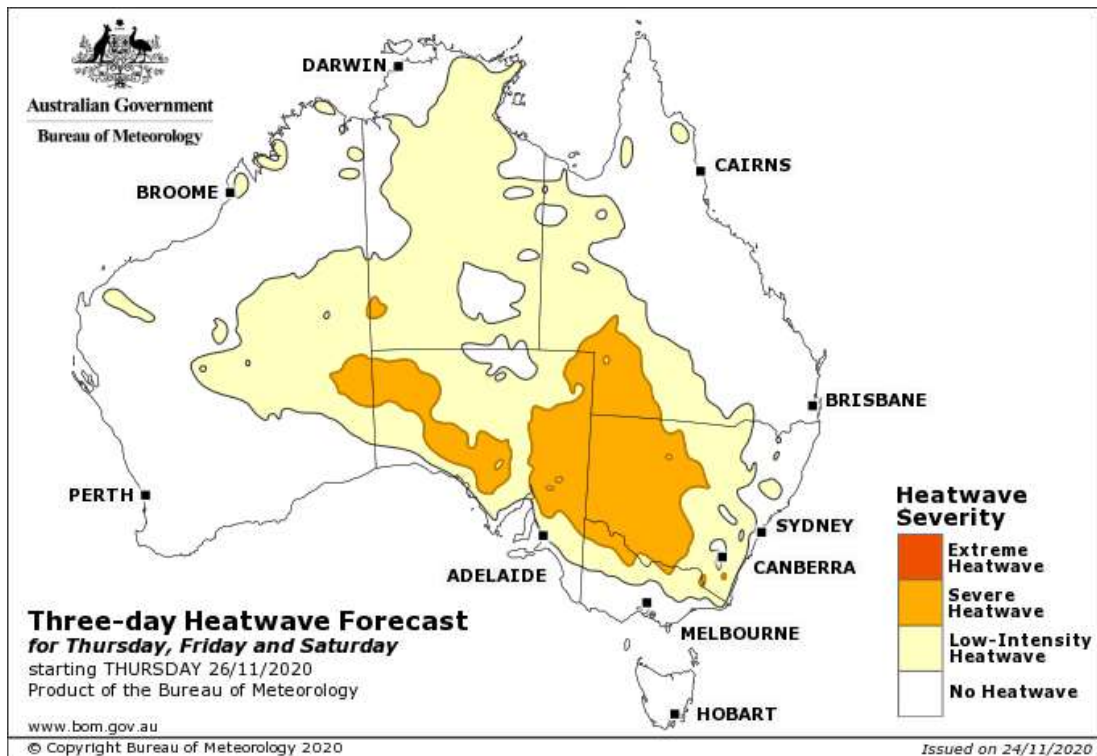 Australian Government
Bureau of Meteorology
DARWIN
BROOME
CAIRNS
BRISBANE
PERTH
SYDNEY
CANBERRA
ADELAIDE
MELBOURNE
HOBART
Heatwave
Severity
Extreme
Heatwave
Severe
Heatwave
Low-Intensity
Heatwave
No Heatwave
Three-day Heatwave Forecast
for Thursday, Friday and Saturday
starting THURSDAY 26/11/2020
Product of the Bureau of Meteorology
www.bom.gov.au
© Copyright Bureau of Meteorology 2020
Issued on 24/11/2020